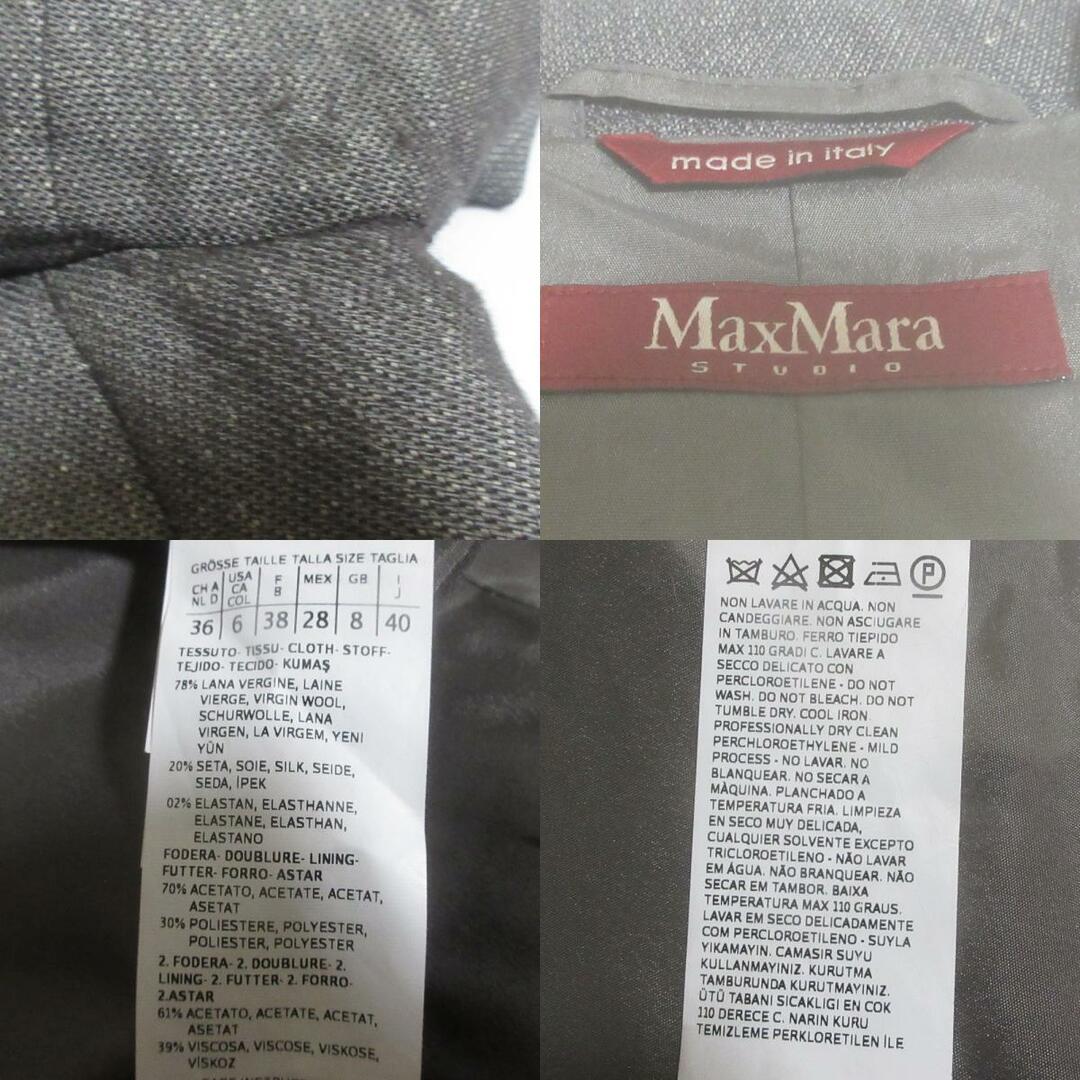 made in italy
MaxMara
STUDIO
GRÖSSE TAILLE TALLA SIZE TAGLIA
CH A NL D USA CA COL F B MEX GB I J
36 6 38 28 8 40
TESSUTO- TISSU- CLOTH- STOFF-
TEJIDO- TECIDO- KUMAŞ
78% LANA VERGINE, LAINE
VIERGE, VIRGIN WOOL,
SCHURWOLLE, LANA
VIRGEN, LA VIRGEM, YENI
YÜN
20% SETA, SOIE, SILK, SEIDE,
SEDA, İPEK
02% ELASTAN, ELASTHANNE,
ELASTANE, ELASTHAN,
ELASTANO
FODERA- DOUBLURE- LINING-
FUTTER- FORRO- ASTAR
70% ACETATO, ACETATE, ACETAT,
ASETAT
30% POLIESTERE, POLYESTER,
POLIESTER, POLYESTER
2. FODERA- 2. DOUBLURE- 2.
LINING- 2. FUTTER- 2. FORRO-
2.ASTAR
61% ACETATO, ACETATE, ACETAT,
ASETAT
39% VISCOSA, VISCOSE, VISKOSE,
VİSKOZ
P
NON LAVARE IN ACQUA. NON
CANDEGGIARE. NON ASCIUGARE
IN TAMBURO. FERRO TIEPIDO
MAX 110 GRADI C. LAVARE A
SECCO DELICATO CON
PERCLOROETILENE - DO NOT
WASH. DO NOT BLEACH. DO NOT
TUMBLE DRY. COOL IRON.
PROFESSIONALLY DRY CLEAN
PERCHLOROETHYLENE - MILD
PROCESS - NO LAVAR. NO
BLANQUEAR. NO SECAR A
MÀQUINA. PLANCHADO A
TEMPERATURA FRIA. LIMPIEZA
EN SECO MUY DELICADA,
CUALQUIER SOLVENTE EXCEPTO
TRICLOROETILENO - NÃO LAVAR
EM ÁGUA. NÃO BRANQUEAR. NÃO
SECAR EM TAMBOR. BAIXA
TEMPERATURA MAX 110 GRAUS.
LAVAR EM SECO DELICADAMENTE
COM PERCLOROETILENO - SUYLA
YIKAMAYIN. CAMASIR SUYU
KULLANMAYINIZ. KURUTMA
TAMBURUNDA KURUTMAYINIZ.
ÜTÜ TABANI SICAKLIGI EN COK
110 DERECE C. NARIN KURU
TEMIZLEME PERKLORETILEN İLE